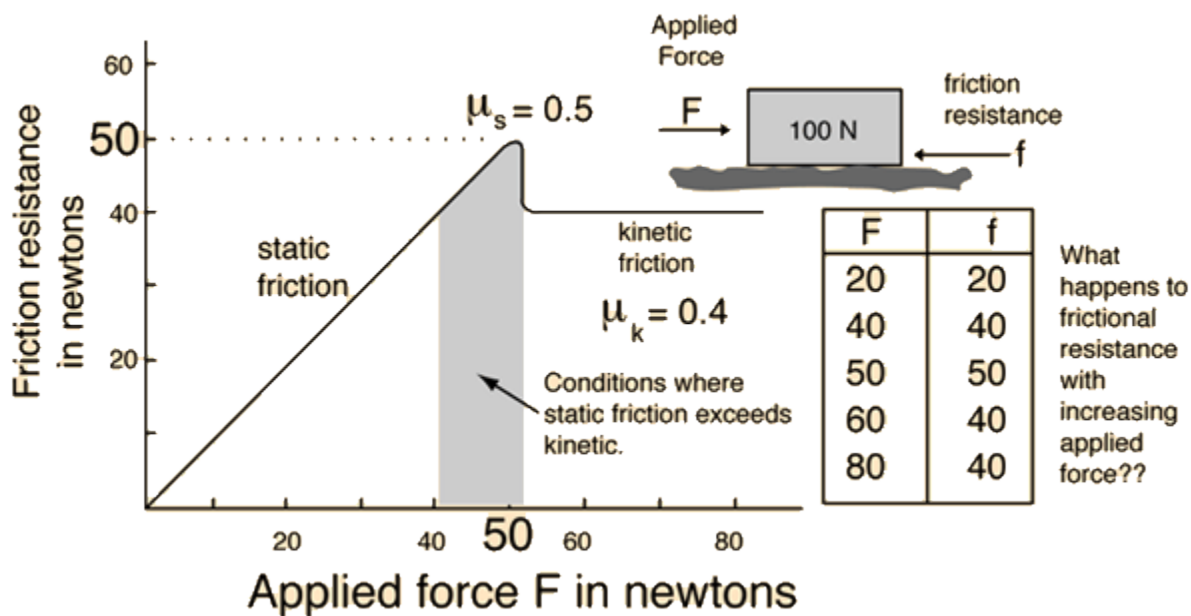 Friction resistance
in newtons
60
50
40
20
μs = 0.5
static
friction
kinetic
friction
μk = 0.4
Conditions where
static friction exceeds
kinetic.
20
40
50
60
80
Applied force F in newtons
Applied
Force
F
100 N
friction
resistance
f
F f
20 20
40 40
50 50
60 40
80 40
What
happens to
frictional
resistance
with
increasing
applied
force??